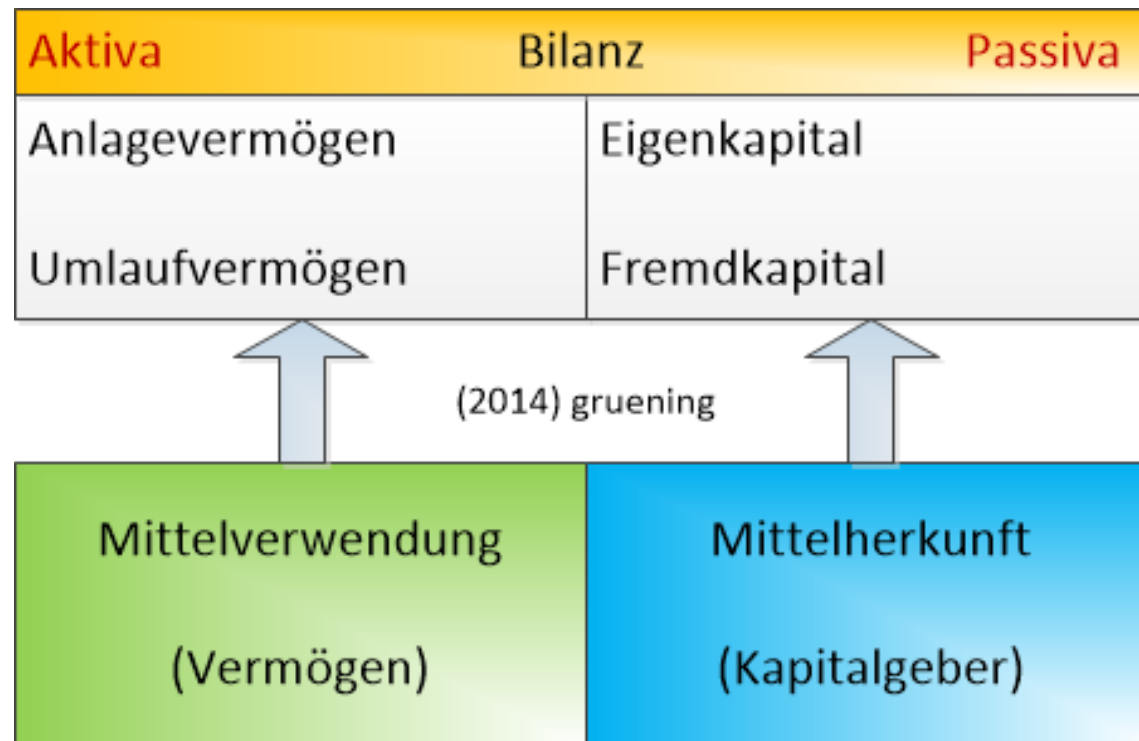 Aktiva Bilanz Passiva
Anlagevermögen Eigenkapital
Umlaufvermögen Fremdkapital
(2014) gruening
Mittelverwendung Mittelherkunft
(Vermögen) (Kapitalgeber)